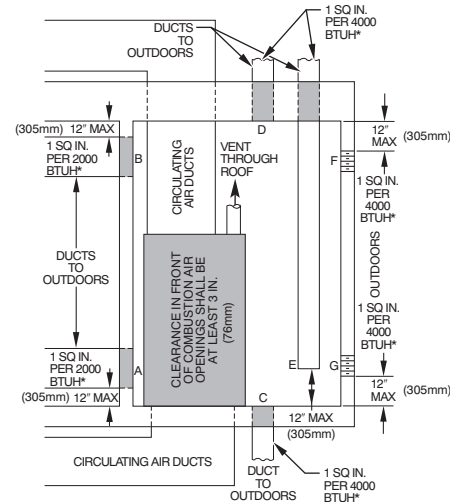 DUCTS
TO
OUTDOORS
1 SQ IN.
PER 4000
BTUH*
(305mm)
12" MAX
1 SQ IN.
PER 2000
BTUH*
B
CIRCULATING
AIR DUCTS
VENT
THROUGH
ROOF
D
F
12"
MAX
(305mm)
1 SQ IN.
PER
4000
BTUH*
OUTDOORS
DUCTS
TO
OUTDOORS
CLEARANCE IN FRONT
OF COMBUSTION AIR
OPENINGS SHALL BE
AT LEAST 3 IN.
(76mm)
1 SQ IN.
PER 2000
BTUH*
A
(305mm)
12" MAX
E
G
1 SQ IN.
PER
4000
BTUH*
12"
MAX
(305mm)
C
12" MAX
(305mm)
CIRCULATING AIR DUCTS
DUCT
TO
OUTDOORS
1 SQ IN.
PER 4000
BTUH*